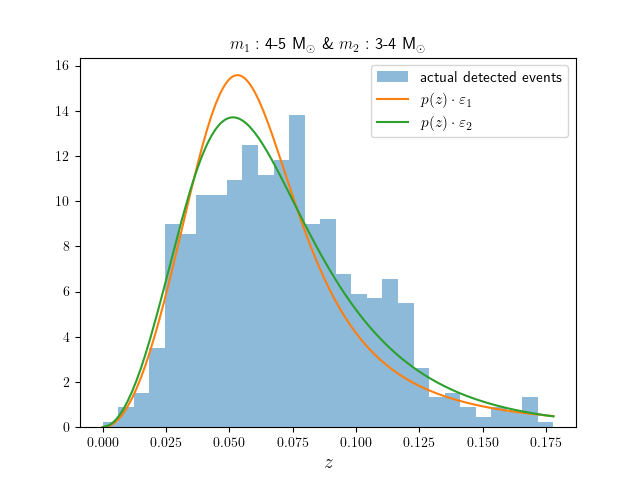 m₁ : 4-5 M⊙ & m₂ : 3-4 M⊙
actual detected events
p(z) · ε₁
p(z) · ε₂
16
14
12
10
8
6
4
2
0
0.000 0.025 0.050 0.075 0.100 0.125 0.150 0.175
z